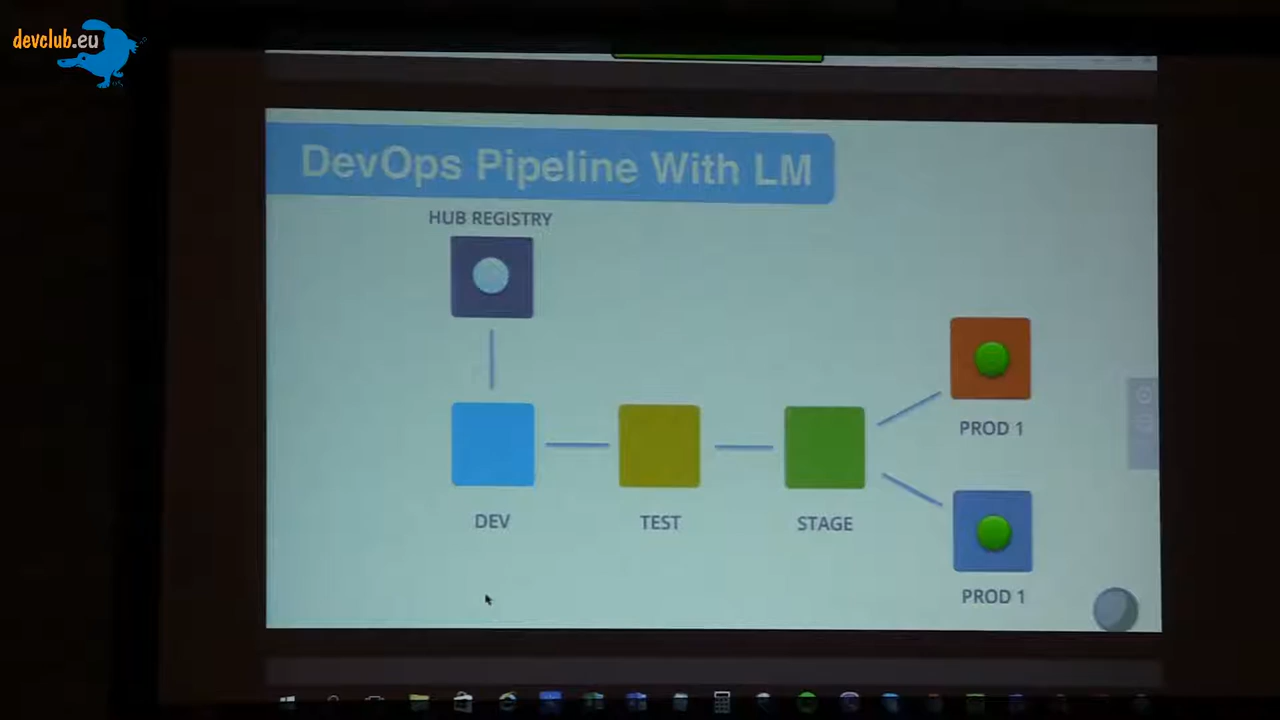 devclub.eu
DevOps Pipeline With LM
HUB REGISTRY
PROD 1
DEV
TEST
STAGE
PROD 1